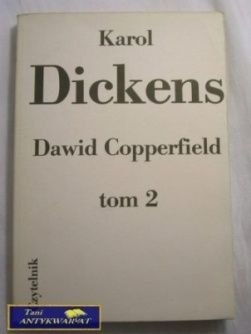 Karol
Dickens
Dawid Copperfield
tom 2
Czytelnik
Tani
ANTYKWARIAT